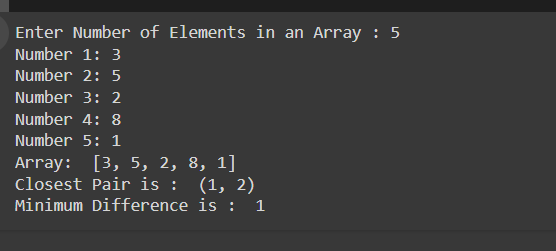 Enter Number of Elements in an Array : 5
Number 1: 3
Number 2: 5
Number 3: 2
Number 4: 8
Number 5: 1
Array:  [3, 5, 2, 8, 1]
Closest Pair is :  (1, 2)
Minimum Difference is :  1